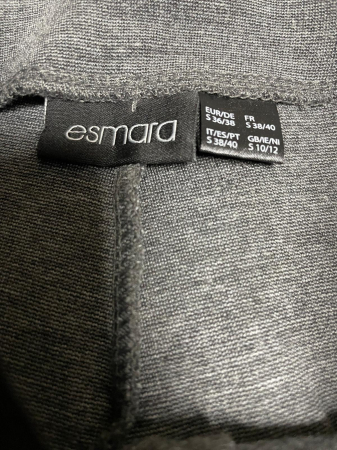 esmara
EUR/DE FR
S 36/38 S 38/40
IT/ES/PT GB/IE/NI
S 38/40 S 10/12